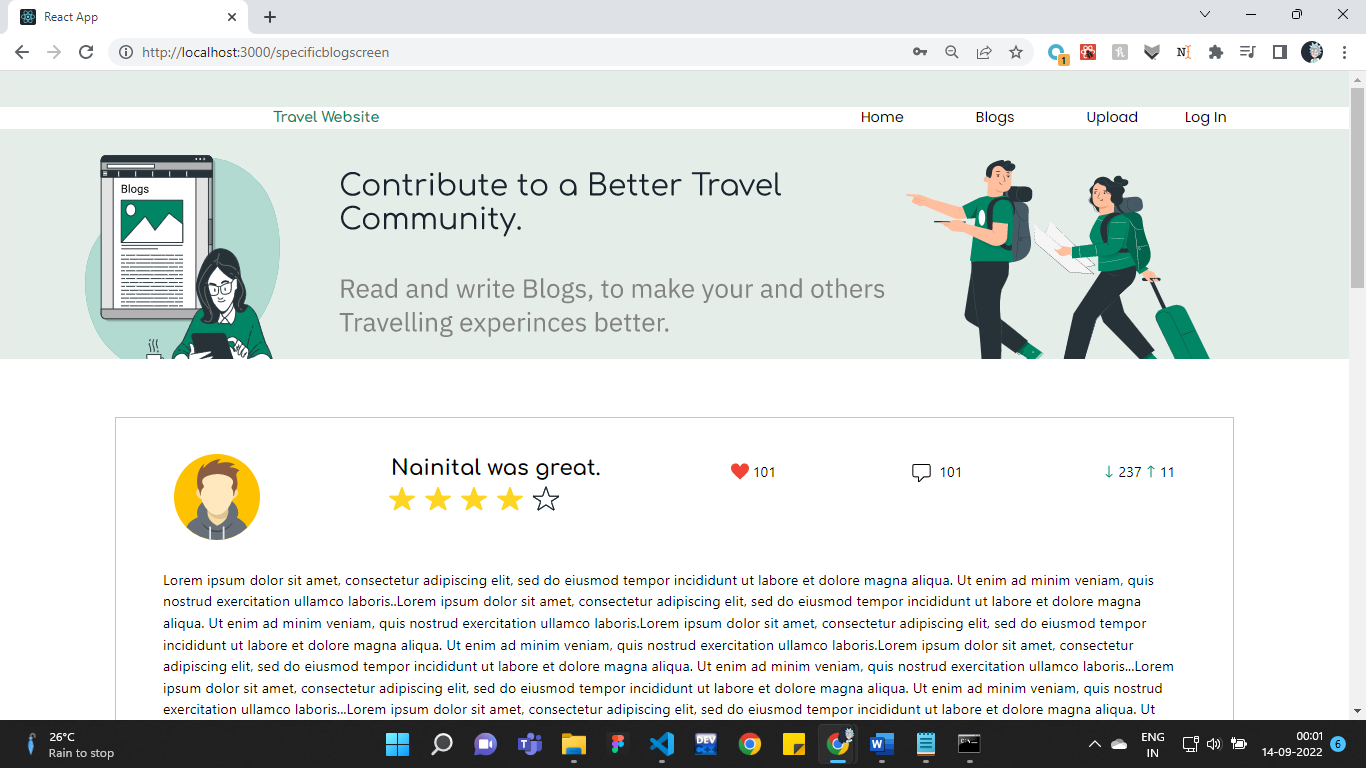 React App
http://localhost:3000/specificblogscreen
1
N
Travel Website
Home Blogs Upload Log In
Blogs
Contribute to a Better Travel
Community.
Read and write Blogs, to make your and others
Travelling experinces better.
Nainital was great.
101
101
↓ 237 ↑ 11
Lorem ipsum dolor sit amet, consectetur adipiscing elit, sed do eiusmod tempor incididunt ut labore et dolore magna aliqua. Ut enim ad minim veniam, quis
nostrud exercitation ullamco laboris..Lorem ipsum dolor sit amet, consectetur adipiscing elit, sed do eiusmod tempor incididunt ut labore et dolore magna
aliqua. Ut enim ad minim veniam, quis nostrud exercitation ullamco laboris.Lorem ipsum dolor sit amet, consectetur adipiscing elit, sed do eiusmod tempor
incididunt ut labore et dolore magna aliqua. Ut enim ad minim veniam, quis nostrud exercitation ullamco laboris.Lorem ipsum dolor sit amet, consectetur
adipiscing elit, sed do eiusmod tempor incididunt ut labore et dolore magna aliqua. Ut enim ad minim veniam, quis nostrud exercitation ullamco laboris...Lorem
ipsum dolor sit amet, consectetur adipiscing elit, sed do eiusmod tempor incididunt ut labore et dolore magna aliqua. Ut enim ad minim veniam, quis nostrud
exercitation ullamco laboris...Lorem ipsum dolor sit amet, consectetur adipiscing elit, sed do eiusmod tempor incididunt ut labore et dolore magna aliqua. Ut
26°C
Rain to stop
DEV
ENG
IN
00:01
14-09-2022
6